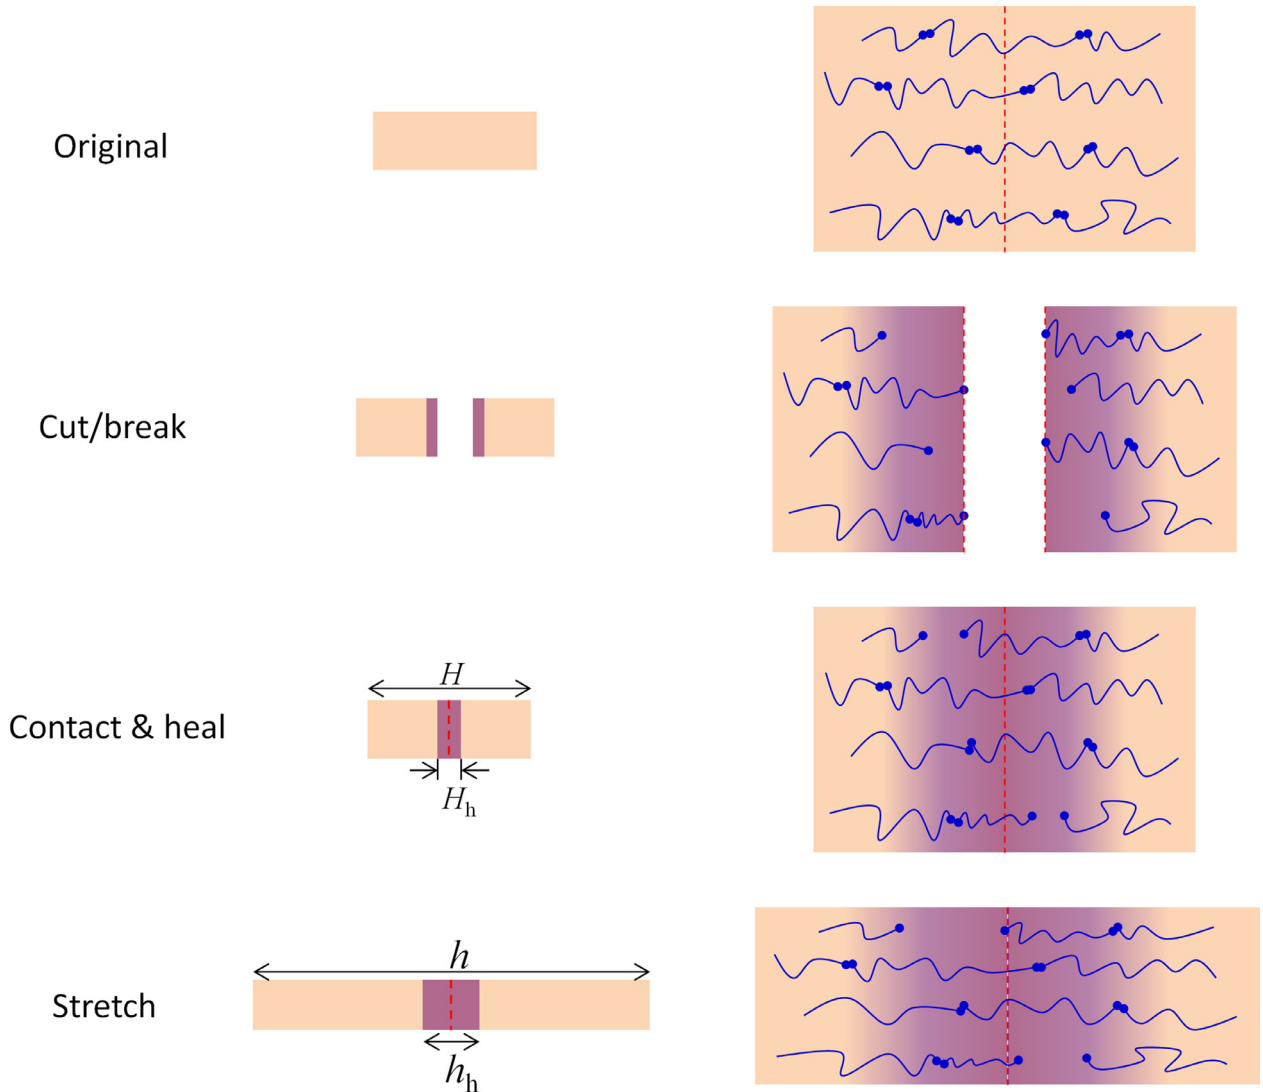 Original
Cut/break
Contact & heal
H
Hh
Stretch
h
hh